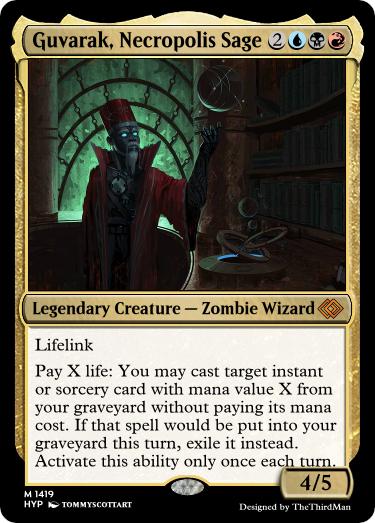 Guvarak, Necropolis Sage 2
Legendary Creature — Zombie Wizard
Lifelink
Pay X life: You may cast target instant
or sorcery card with mana value X from
your graveyard without paying its mana
cost. If that spell would be put into your
graveyard this turn, exile it instead.
Activate this ability only once each turn.
4/5
M 1419
HYP TOMMYSCOTTART
Designed by TheThirdMan